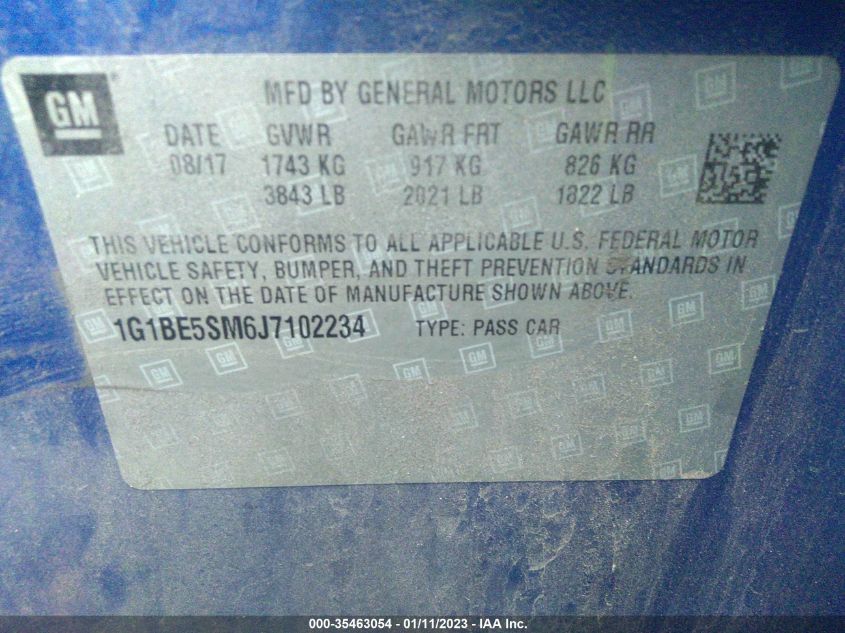 GM
MFD BY GENERAL MOTORS LLC
DATE GVWR GAWR FRT GAWR RR
08/17 1743 KG 917 KG 826 KG
3843 LB 2021 LB 1822 LB
THIS VEHICLE CONFORMS TO ALL APPLICABLE U.S. FEDERAL MOTOR
VEHICLE SAFETY, BUMPER, AND THEFT PREVENTION STANDARDS IN
EFFECT ON THE DATE OF MANUFACTURE SHOWN ABOVE.
1G1BE5SM6J7102234 TYPE: PASS CAR
000-35463054 - 01/11/2023 - IAA Inc.